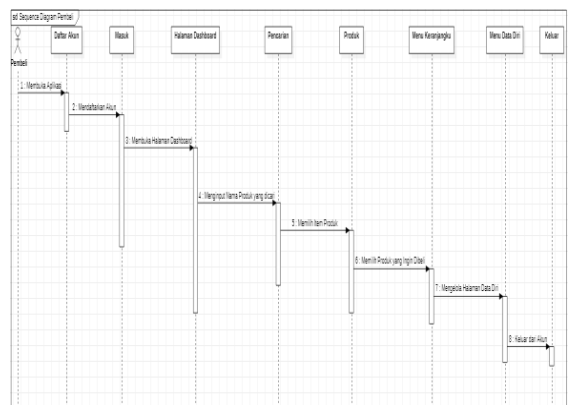 sd Sequence Diagram Pembeli
Pembeli
Daftar Akun
Masuk
Halaman Dashboard
Pencarian
Produk
Menu Keranjangku
Menu Data Diri
Keluar
1 : Membuka Aplikasi
2 : Mendaftarkan Akun
3 : Membuka Halaman Dashboard
4 : Menginput Nama Produk yang dicari
5 : Memilih Item Produk
6 : Memilih Produk yang Ingin Dibeli
7 : Mengelola Halaman Data Diri
8 : Keluar dari Akun